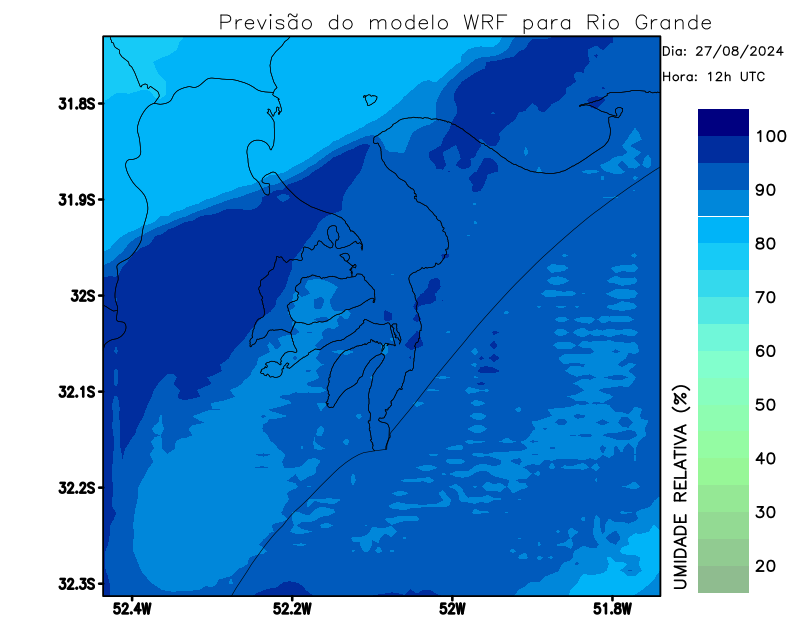 Previsão do modelo WRF para Rio Grande
Dia: 27/08/2024
Hora: 12h UTC
31.8S
31.9S
32S
32.1S
32.2S
32.3S
52.4W
52.2W
52W
51.8W
100
90
80
70
60
50
40
30
20
UMIDADE RELATIVA (%)